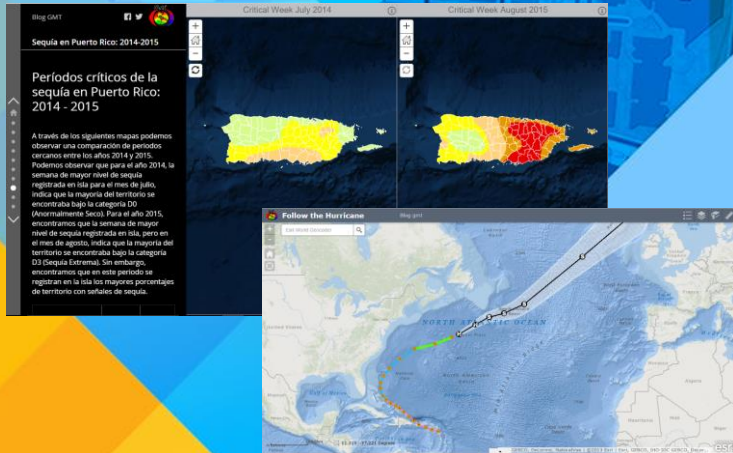 Blog GMT
Sequía en Puerto Rico: 2014-2015
Períodos críticos de la
sequía en Puerto Rico:
2014 - 2015
A través de los siguientes mapas podemos
observar una comparación de periodos
cercanos entre los años 2014 y 2015.
Podemos observar que para el año 2014, la
semana de mayor nivel de sequía
registrada en isla para el mes de julio,
indica que la mayoría del territorio se
encontraba bajo la categoría D0
(Anormalmente Seco). Para el año 2015,
encontramos que la semana de mayor
nivel de sequía registrada en isla, pero en
el mes de agosto, indica que la mayoría del
territorio se encontraba bajo la categoría
D3 (Sequía Extrema). Sin embargo,
encontramos que en este periodo se
registran en la isla los mayores porcentajes
de territorio con señales de sequía.
Critical Week July 2014
Critical Week August 2015
Follow the Hurricane
Blog gmt
NORTH ATLANTIC OCEAN
esri